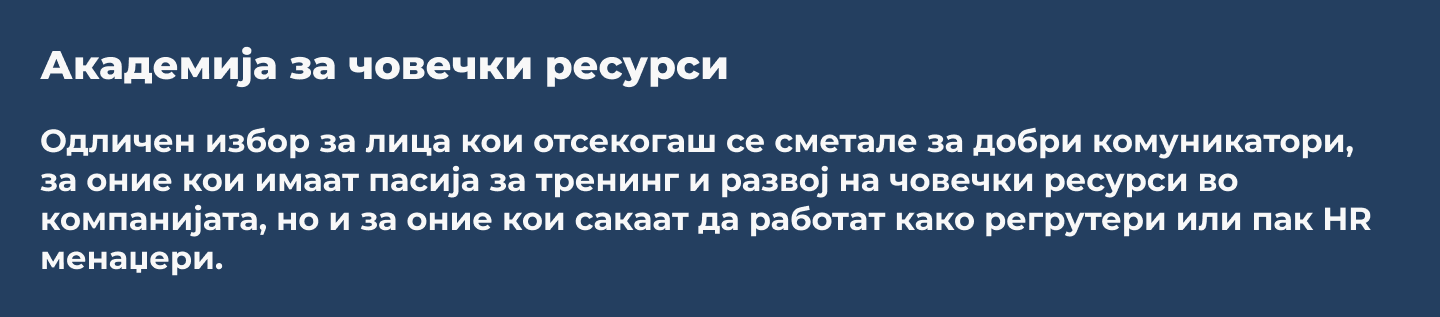 Академија за човечки ресурси
Одличен избор за лица кои отсекогаш се сметале за добри комуникатори,
за оние кои имаат пасија за тренинг и развој на човечки ресурси во
компанијата, но и за оние кои сакаат да работат како регрутери или пак HR
менаџери.